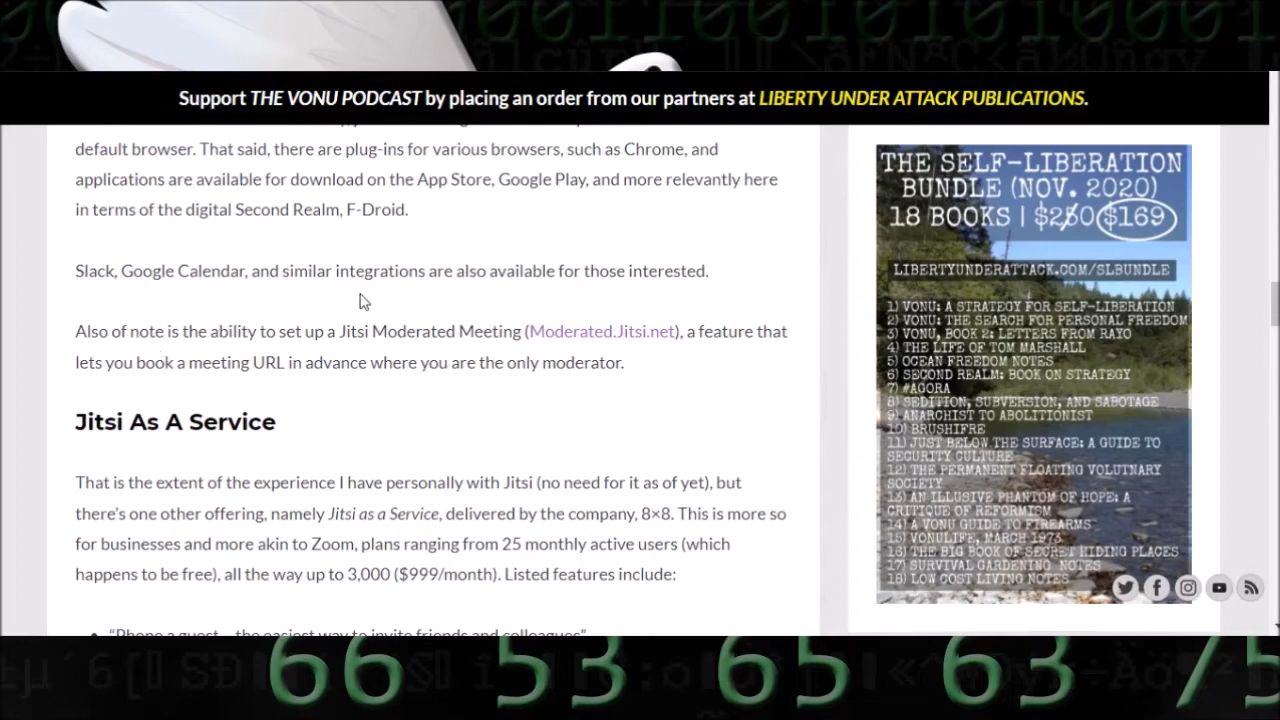 Support THE VONU PODCAST by placing an order from our partners at LIBERTY UNDER ATTACK PUBLICATIONS.
default browser. That said, there are plug-ins for various browsers, such as Chrome, and
applications are available for download on the App Store, Google Play, and more relevantly here
in terms of the digital Second Realm, F-Droid.
Slack, Google Calendar, and similar integrations are also available for those interested.
Also of note is the ability to set up a Jitsi Moderated Meeting (Moderated.Jitsi.net), a feature that
lets you book a meeting URL in advance where you are the only moderator.
Jitsi As A Service
That is the extent of the experience I have personally with Jitsi (no need for it as of yet), but
there's one other offering, namely Jitsi as a Service, delivered by the company, 8×8. This is more so
for businesses and more akin to Zoom, plans ranging from 25 monthly active users (which
happens to be free), all the way up to 3,000 ($999/month). Listed features include:
• "Phone a guest – the easiest way to invite friends and colleagues"
THE SELF-LIBERATION
BUNDLE (NOV. 2020)
18 BOOKS | $250 $169
LIBERTYUNDERATTACK.COM/SLBUNDLE
1) VONU: A STRATEGY FOR SELF-LIBERATION
2) VONU: THE SEARCH FOR PERSONAL FREEDOM
3) VONU, BOOK 2: LETTERS FROM RAYO
4) THE LIFE OF TOM MARSHALL
5) OCEAN FREEDOM NOTES
6) SECOND REALM: BOOK ON STRATEGY
7) #AGORA
8) SEDITION, SUBVERSION, AND SABOTAGE
9) ANARCHIST TO ABOLITIONIST
10) BRUSHIFRE
11) JUST BELOW THE SURFACE: A GUIDE TO
SECURITY CULTURE
12) THE PERMANENT FLOATING VOLUTNARY
SOCIETY
13) AN ILLUSIVE PHANTOM OF HOPE: A
CRITIQUE OF REFORMISM
14) A VONU GUIDE TO FIREARMS
15) VONULIFE, MARCH 1973
16) THE BIG BOOK OF SECRET HIDING PLACES
17) SURVIVAL GARDENING NOTES
18) LOW COST LIVING NOTES
66 53 65 63 75